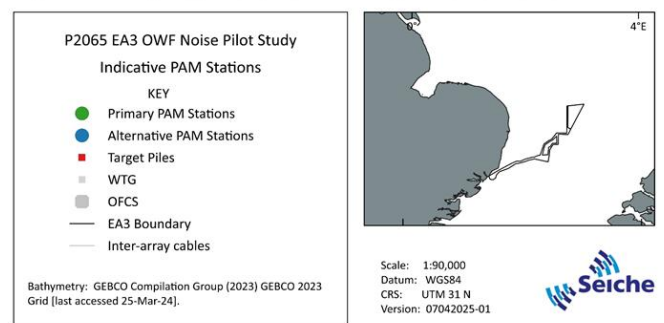 P2065 EA3 OWF Noise Pilot Study
Indicative PAM Stations
KEY
Primary PAM Stations
Alternative PAM Stations
Target Piles
WTG
OFCS
EA3 Boundary
Inter-array cables
Bathymetry: GEBCO Compilation Group (2023) GEBCO 2023
Grid [last accessed 25-Mar-24].
0°
4°E
Scale: 1:90,000
Datum: WGS84
CRS: UTM 31 N
Version: 07042025-01
Seiche